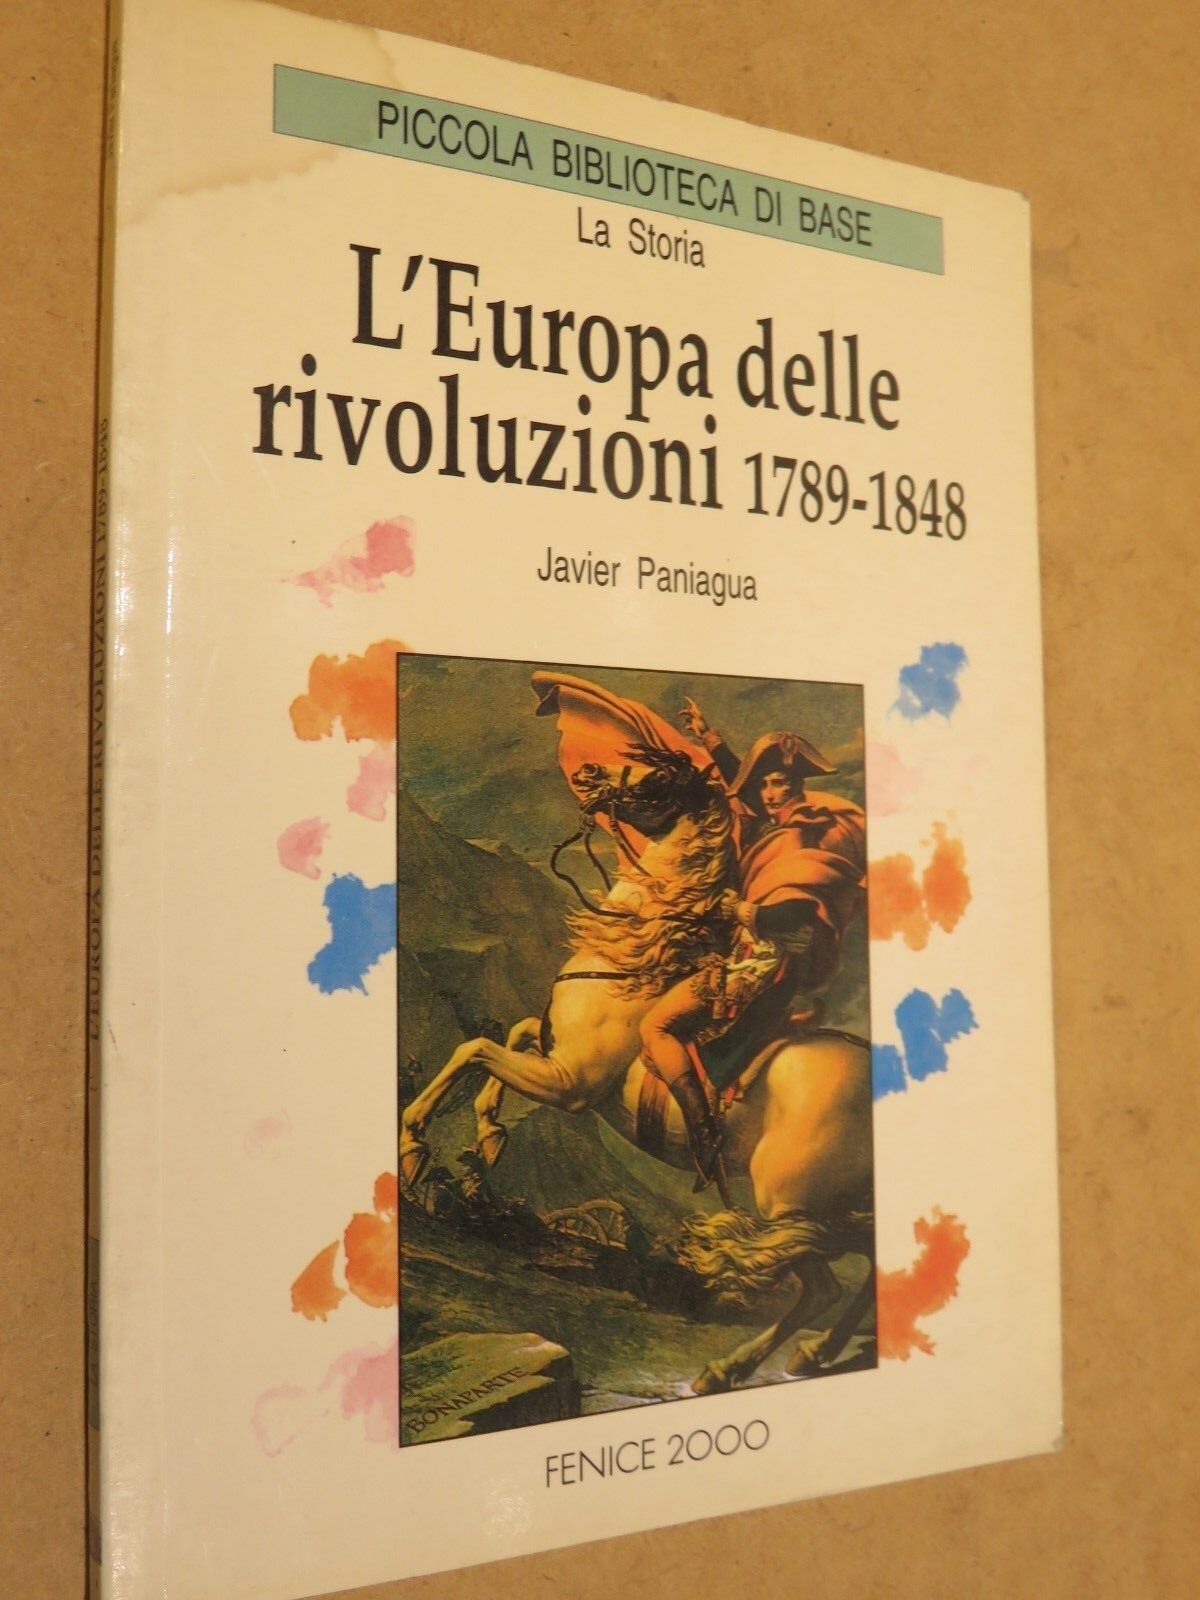 PICCOLA BIBLIOTECA DI BASE
La Storia
L'Europa delle
rivoluzioni 1789-1848
Javier Paniagua
BONAPARTE
FENICE 2000
L'EUROPA DELLE RIVOLUZIONI 1789-1848